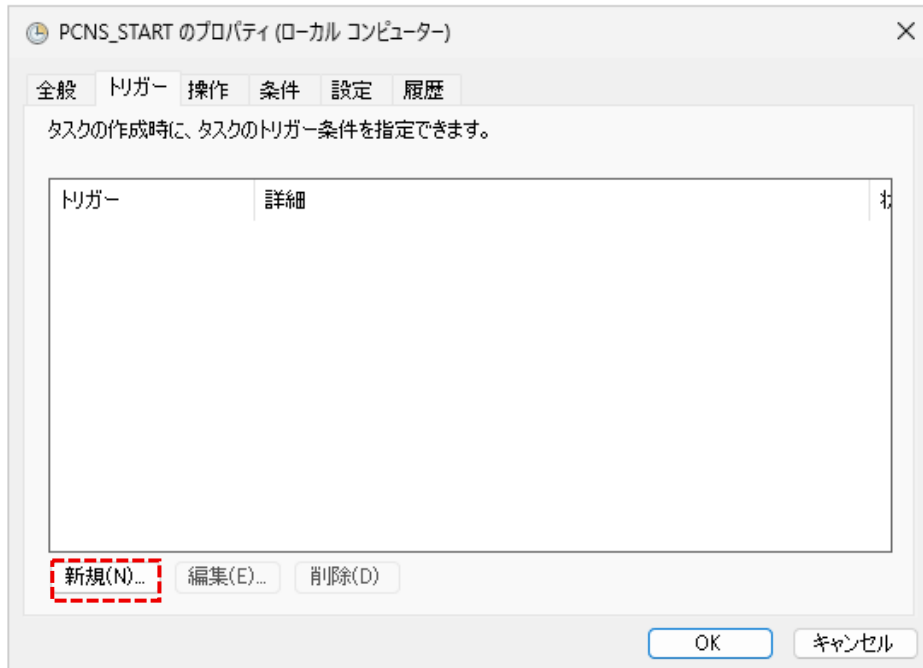 PCNS_START のプロパティ (ローカル コンピューター)
全般 トリガー 操作 条件 設定 履歴
タスクの作成時に、タスクのトリガー条件を指定できます。
トリガー 詳細
新規(N)... 編集(E)... 削除(D)
OK キャンセル